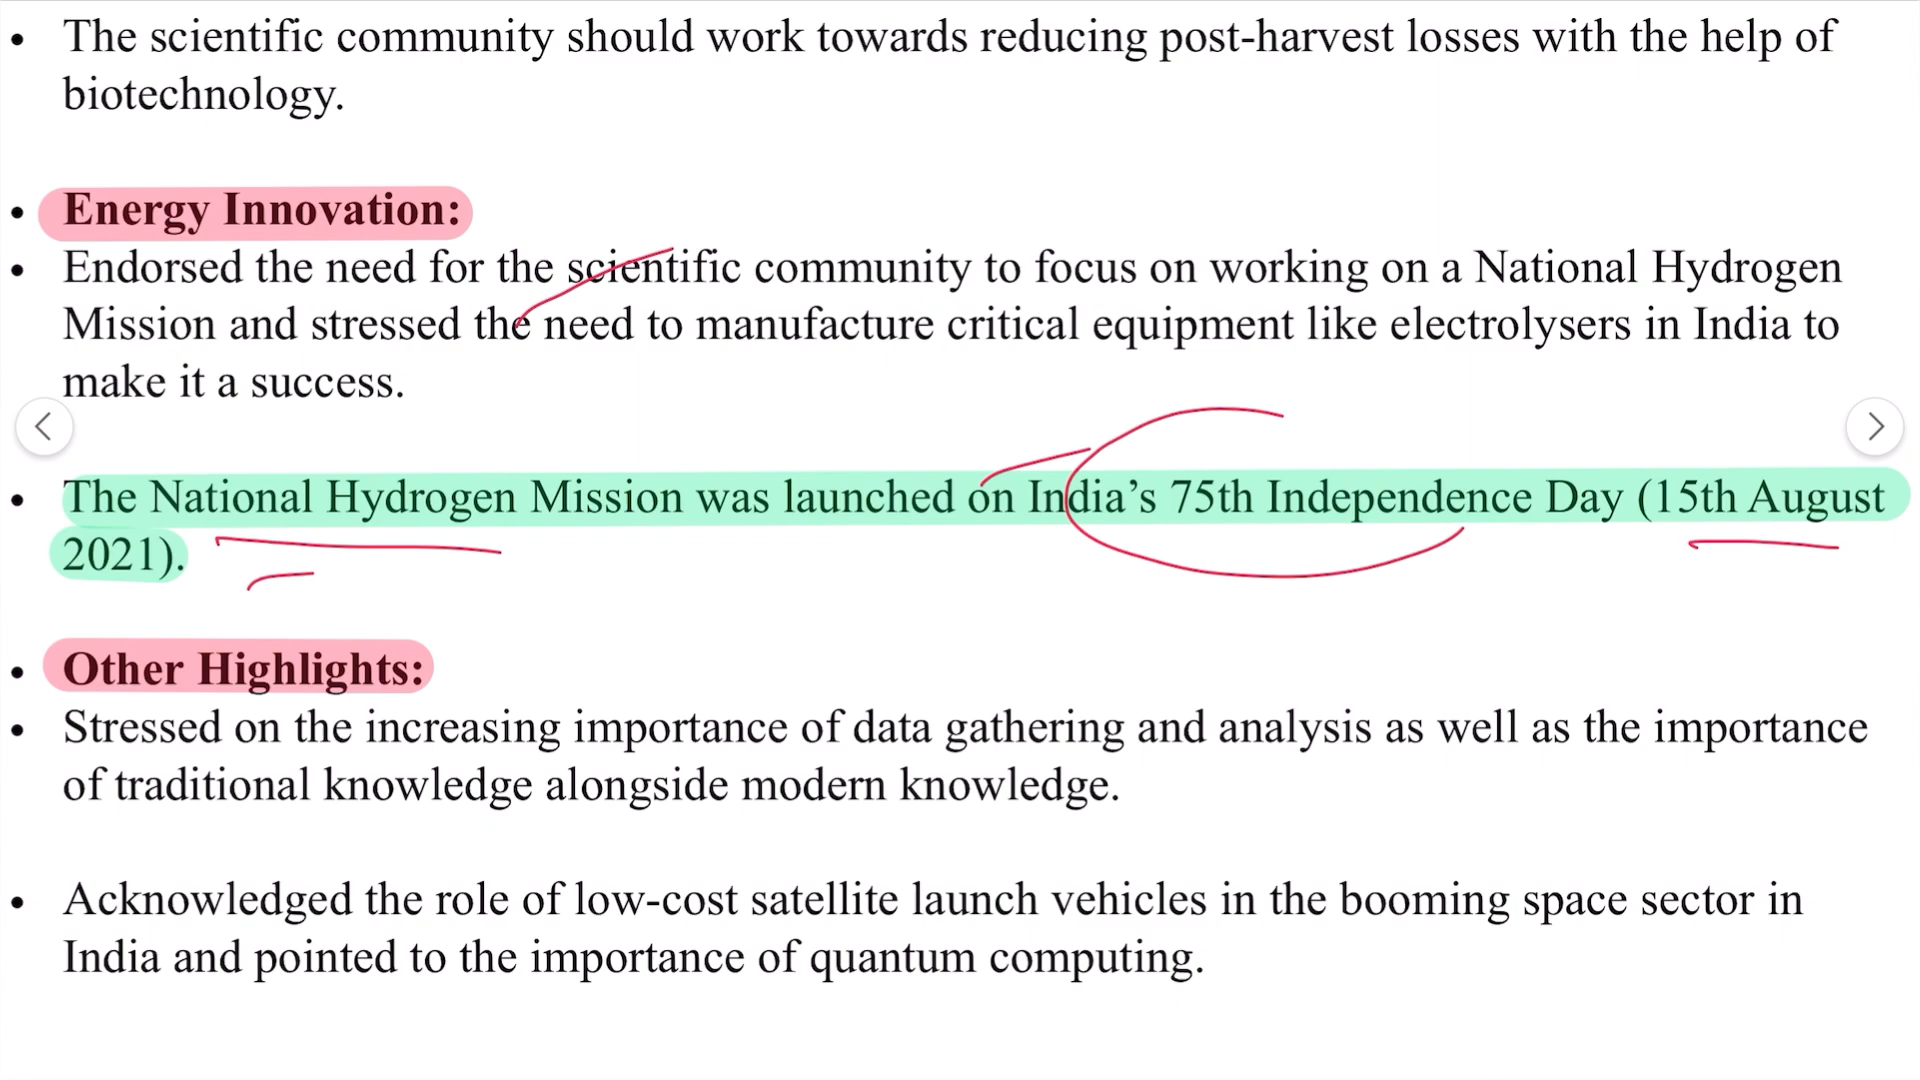 • The scientific community should work towards reducing post-harvest losses with the help of
biotechnology.
• Energy Innovation:
• Endorsed the need for the scientific community to focus on working on a National Hydrogen
Mission and stressed the need to manufacture critical equipment like electrolysers in India to
make it a success.
• The National Hydrogen Mission was launched on India’s 75th Independence Day (15th August
2021).
• Other Highlights:
• Stressed on the increasing importance of data gathering and analysis as well as the importance
of traditional knowledge alongside modern knowledge.
• Acknowledged the role of low-cost satellite launch vehicles in the booming space sector in
India and pointed to the importance of quantum computing.